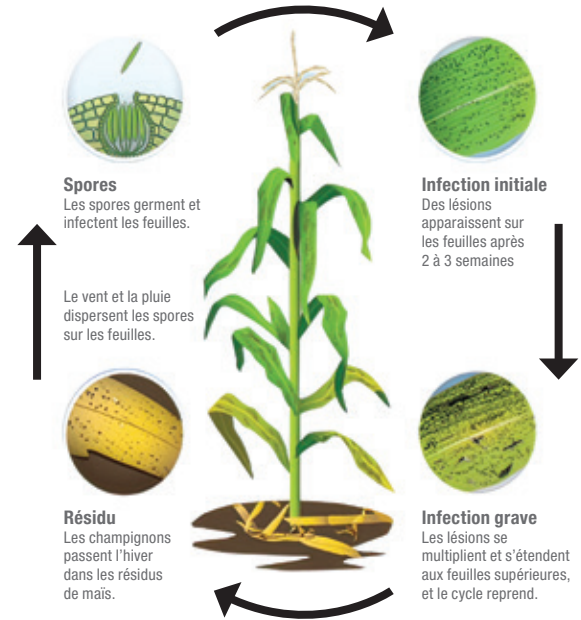 Spores
Les spores germent et
infectent les feuilles.
Infection initiale
Des lésions
apparaissent sur
les feuilles après
2 à 3 semaines
Le vent et la pluie
dispersent les spores
sur les feuilles.
Résidu
Les champignons
passent l'hiver
dans les résidus
de maïs.
Infection grave
Les lésions se
multiplient et s'étendent
aux feuilles supérieures,
et le cycle reprend.